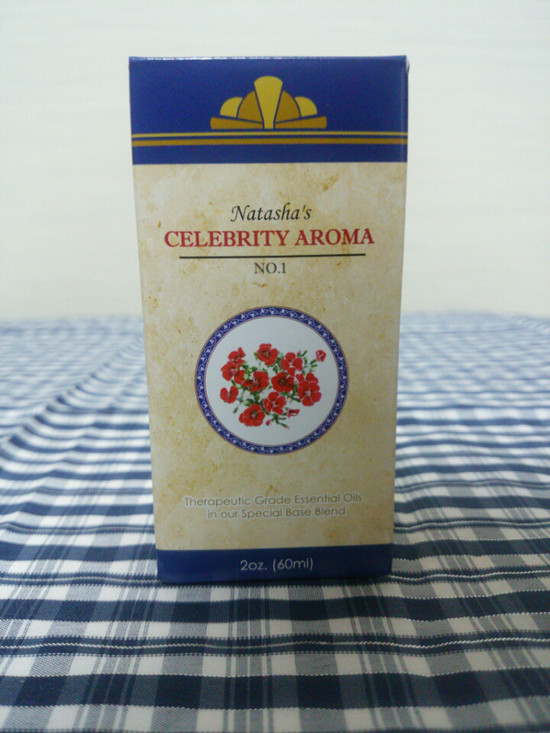 Natasha's
CELEBRITY AROMA
NO.1
Therapeutic Grade Essential Oils
in our Special Base Blend
2oz. (60ml)